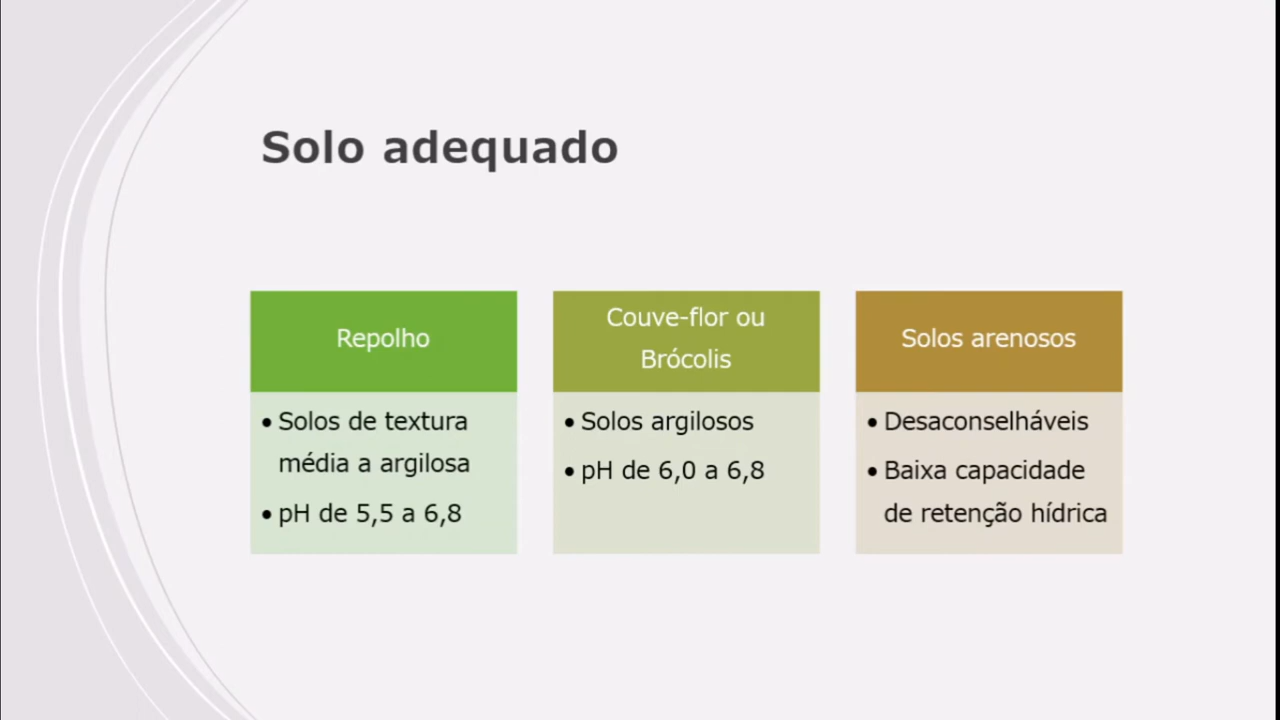 Solo adequado
Repolho
• Solos de textura
média a argilosa
• pH de 5,5 a 6,8
Couve-flor ou
Brócolis
• Solos argilosos
• pH de 6,0 a 6,8
Solos arenosos
• Desaconselháveis
• Baixa capacidade
de retenção hídrica